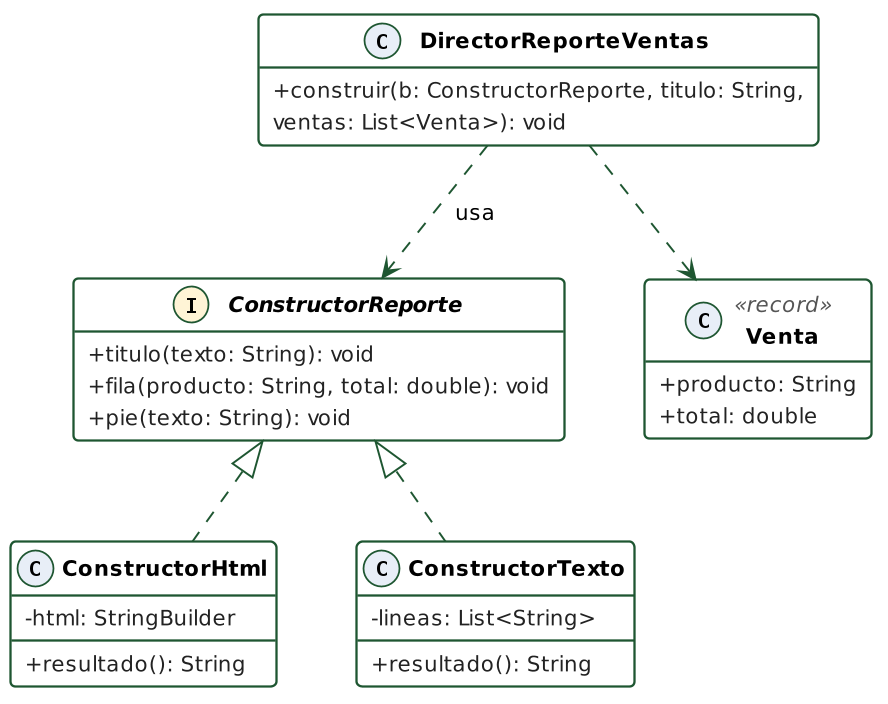 C DirectorReporteVentas
+construir(b: ConstructorReporte, titulo: String,
ventas: List<Venta>): void
usa
I ConstructorReporte
+titulo(texto: String): void
+fila(producto: String, total: double): void
+pie(texto: String): void
C «record»
Venta
+producto: String
+total: double
C ConstructorHtml
-html: StringBuilder
+resultado(): String
C ConstructorTexto
-lineas: List<String>
+resultado(): String